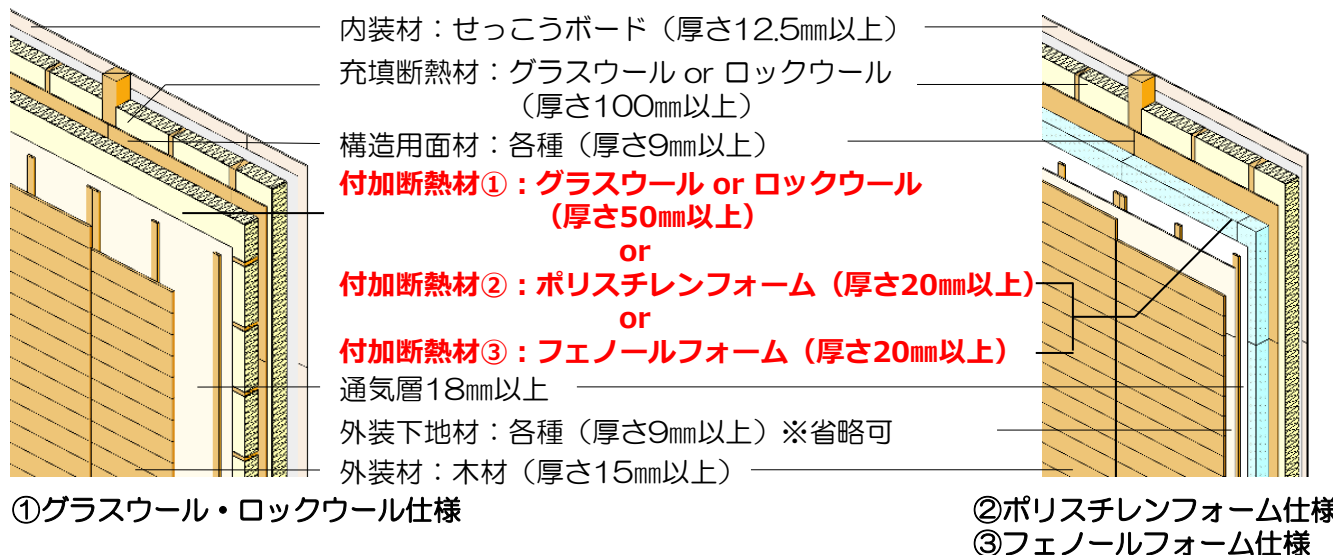 内装材：せっこうボード（厚さ12.5㎜以上）
充填断熱材：グラスウール or ロックウール
（厚さ100㎜以上）
構造用面材：各種（厚さ9㎜以上）
付加断熱材①：グラスウール or ロックウール
（厚さ50㎜以上）
or
付加断熱材②：ポリスチレンフォーム（厚さ20㎜以上）
or
付加断熱材③：フェノールフォーム（厚さ20㎜以上）
通気層18㎜以上
外装下地材：各種（厚さ9㎜以上）※省略可
外装材：木材（厚さ15㎜以上）
①グラスウール・ロックウール仕様
②ポリスチレンフォーム仕様
③フェノールフォーム仕様